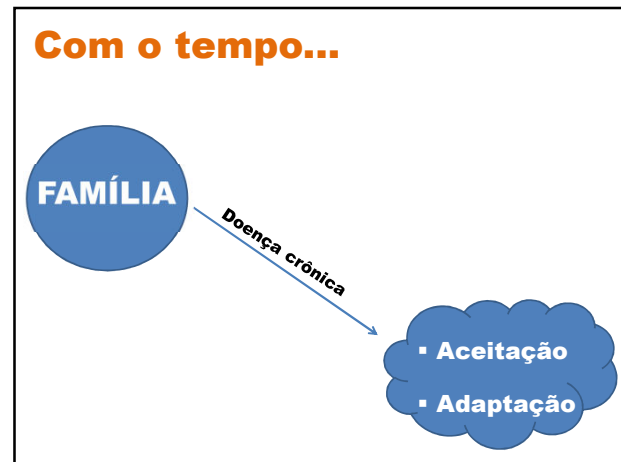 Com o tempo...
FAMÍLIA
Doença crônica
▪ Aceitação
▪ Adaptação